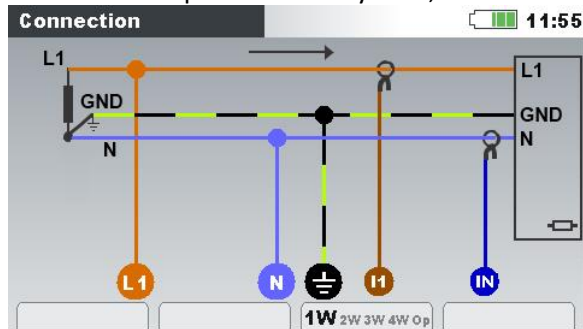 Connection 11:55
L1 L1
GND GND
N N
L1 N I1 IN
1W 2W 3W 4W Op